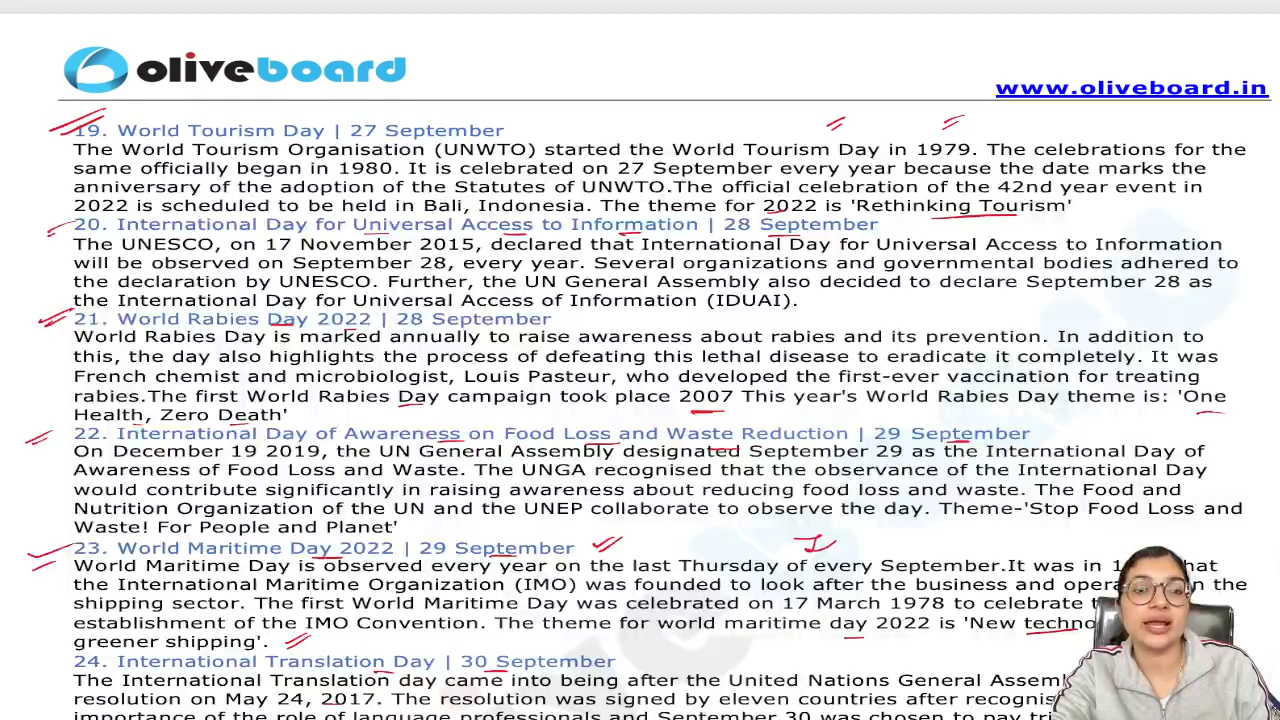 oliveboard
www.oliveboard.in
19. World Tourism Day | 27 September
The World Tourism Organisation (UNWTO) started the World Tourism Day in 1979. The celebrations for the
same officially began in 1980. It is celebrated on 27 September every year because the date marks the
anniversary of the adoption of the Statutes of UNWTO.The official celebration of the 42nd year event in
2022 is scheduled to be held in Bali, Indonesia. The theme for 2022 is 'Rethinking Tourism'
20. International Day for Universal Access to Information | 28 September
The UNESCO, on 17 November 2015, declared that International Day for Universal Access to Information
will be observed on September 28, every year. Several organizations and governmental bodies adhered to
the declaration by UNESCO. Further, the UN General Assembly also decided to declare September 28 as
the International Day for Universal Access of Information (IDUAI).
21. World Rabies Day 2022 | 28 September
World Rabies Day is marked annually to raise awareness about rabies and its prevention. In addition to
this, the day also highlights the process of defeating this lethal disease to eradicate it completely. It was
French chemist and microbiologist, Louis Pasteur, who developed the first-ever vaccination for treating
rabies.The first World Rabies Day campaign took place 2007 This year's World Rabies Day theme is: 'One
Health, Zero Death'
22. International Day of Awareness on Food Loss and Waste Reduction | 29 September
On December 19 2019, the UN General Assembly designated September 29 as the International Day of
Awareness of Food Loss and Waste. The UNGA recognised that the observance of the International Day
would contribute significantly in raising awareness about reducing food loss and waste. The Food and
Nutrition Organization of the UN and the UNEP collaborate to observe the day. Theme-'Stop Food Loss and
Waste! For People and Planet'
23. World Maritime Day 2022 | 29 September
World Maritime Day is observed every year on the last Thursday of every September.It was in that
the International Maritime Organization (IMO) was founded to look after the business and in the
shipping sector. The first World Maritime Day was celebrated on 17 March 1978 to celebrate
establishment of the IMO Convention. The theme for world maritime day 2022 is 'New
greener shipping'.
24. International Translation Day | 30 September
The International Translation day came into being after the United Nations General
resolution on May 24, 2017. The resolution was signed by eleven countries after
importance of the role of language professionals and September 30 was chosen to pay